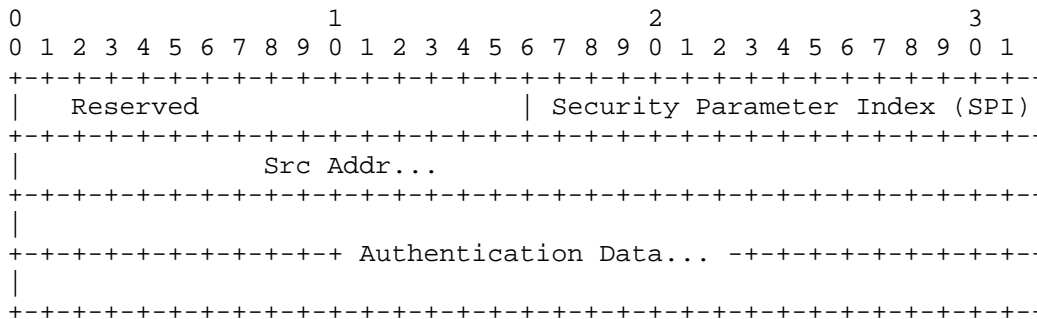 0                   1                   2                   3
0 1 2 3 4 5 6 7 8 9 0 1 2 3 4 5 6 7 8 9 0 1 2 3 4 5 6 7 8 9 0 1
+-+-+-+-+-+-+-+-+-+-+-+-+-+-+-+-+-+-+-+-+-+-+-+-+-+-+-+-+-+-+-+--
|   Reserved                    | Security Parameter Index (SPI)
+-+-+-+-+-+-+-+-+-+-+-+-+-+-+-+-+-+-+-+-+-+-+-+-+-+-+-+-+-+-+-+--
|               Src Addr...
+-+-+-+-+-+-+-+-+-+-+-+-+-+-+-+-+-+-+-+-+-+-+-+-+-+-+-+-+-+-+-+--
|
+-+-+-+-+-+-+-+-+-+-+ Authentication Data... -+-+-+-+-+-+-+-+-+--
|
+-+-+-+-+-+-+-+-+-+-+-+-+-+-+-+-+-+-+-+-+-+-+-+-+-+-+-+-+-+-+-+--